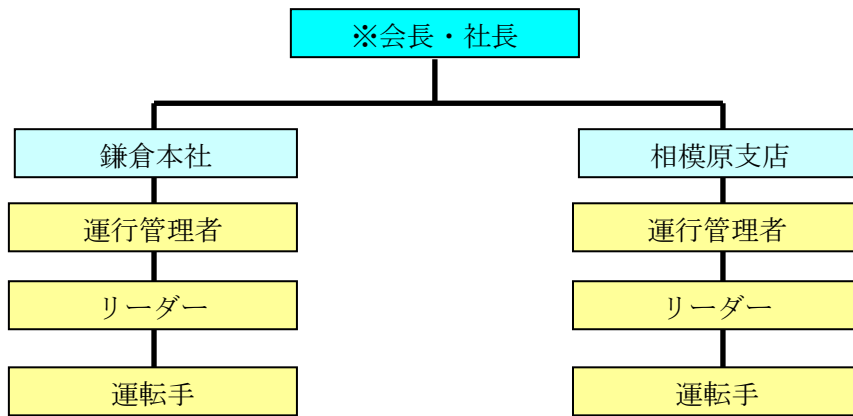 ※会長・社長
鎌倉本社
相模原支店
運行管理者
運行管理者
リーダー
リーダー
運転手
運転手